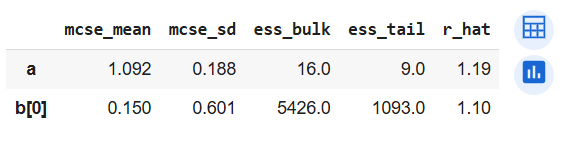 mcse_mean mcse_sd ess_bulk ess_tail r_hat
a 1.092 0.188 16.0 9.0 1.19
b[0] 0.150 0.601 5426.0 1093.0 1.10